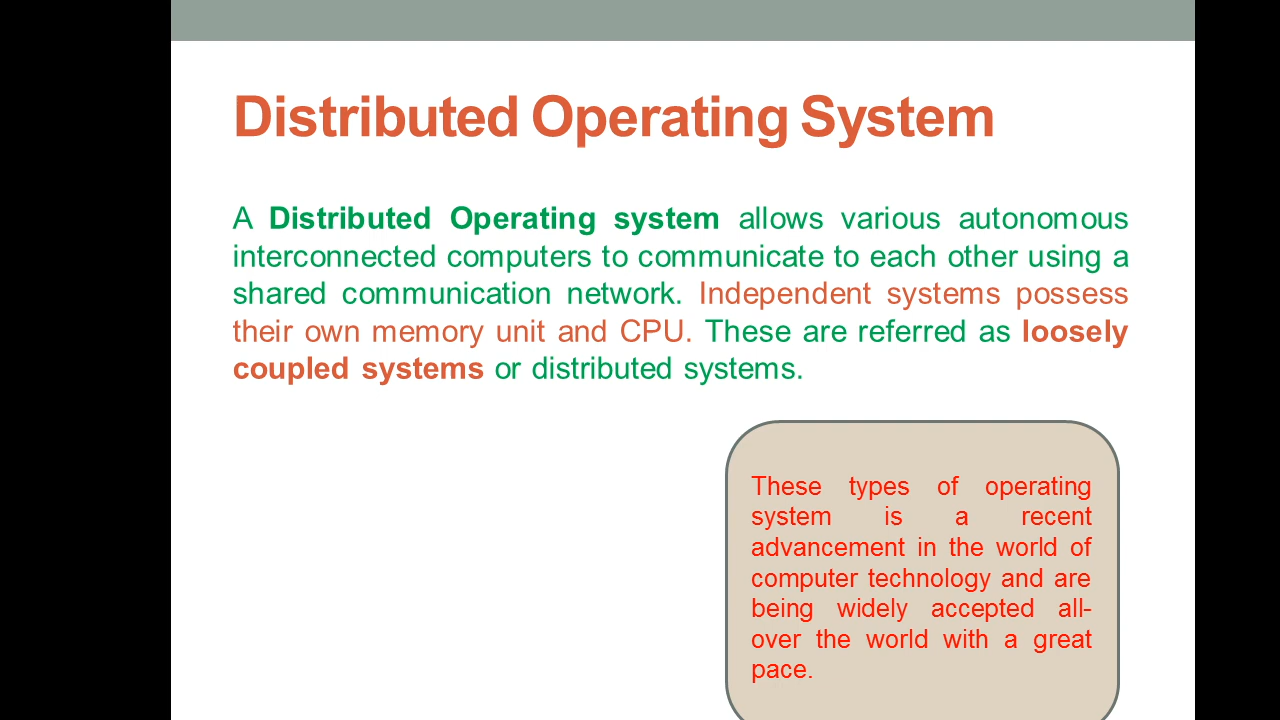 Distributed Operating System
A Distributed Operating system allows various autonomous
interconnected computers to communicate to each other using a
shared communication network. Independent systems possess
their own memory unit and CPU. These are referred as loosely
coupled systems or distributed systems.
These types of operating
system is a recent
advancement in the world of
computer technology and are
being widely accepted all-
over the world with a great
pace.